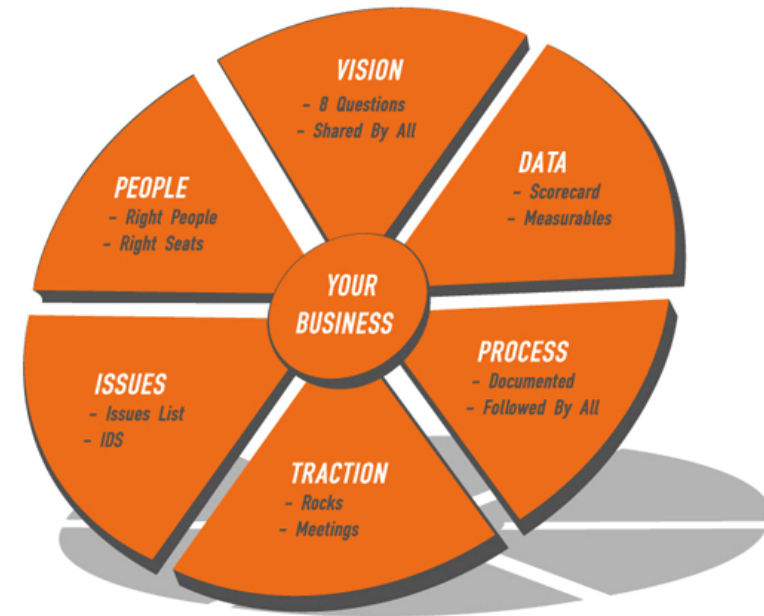 VISION
- 8 Questions
- Shared By All
DATA
- Scorecard
- Measurables
PEOPLE
- Right People
- Right Seats
YOUR
BUSINESS
PROCESS
- Documented
- Followed By All
ISSUES
- Issues List
- IDS
TRACTION
- Rocks
- Meetings